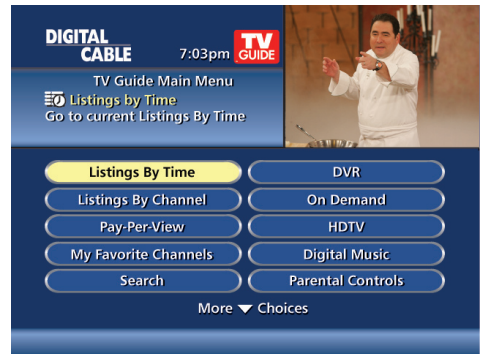 DIGITAL
CABLE
7:03pm
TV
GUIDE
TV Guide Main Menu
Listings by Time
Go to current Listings By Time
Listings By Time
DVR
Listings By Channel
On Demand
Pay-Per-View
HDTV
My Favorite Channels
Digital Music
Search
Parental Controls
More Choices